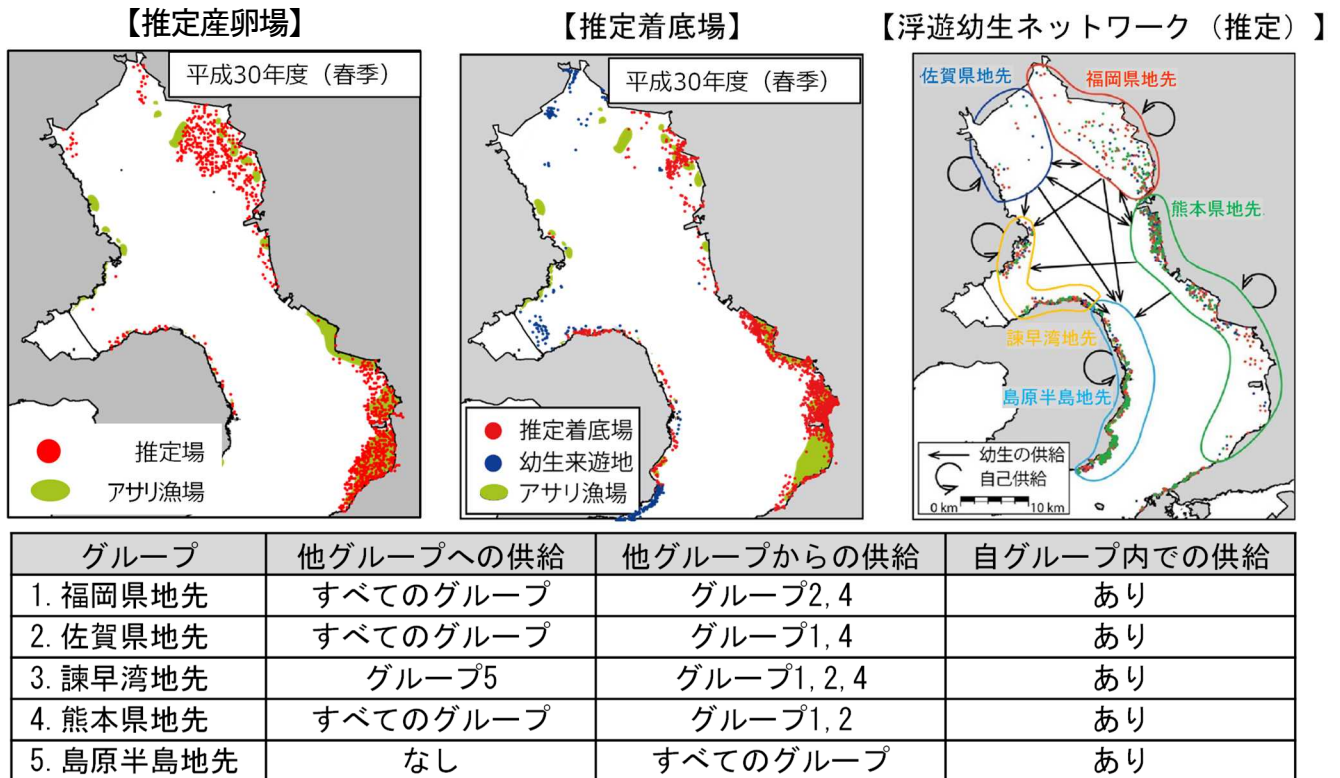 【推定産卵場】
平成30年度（春季）
推定場
アサリ漁場
【推定着底場】
平成30年度（春季）
推定着底場
幼生来遊地
アサリ漁場
【浮遊幼生ネットワーク（推定）】
佐賀県地先
福岡県地先
熊本県地先
諫早湾地先
島原半島地先
幼生の供給
自己供給
0 km 10 km
グループ 他グループへの供給 他グループからの供給 自グループ内での供給
1. 福岡県地先 すべてのグループ グループ2, 4 あり
2. 佐賀県地先 すべてのグループ グループ1, 4 あり
3. 諫早湾地先 グループ5 グループ1, 2, 4 あり
4. 熊本県地先 すべてのグループ グループ1, 2 あり
5. 島原半島地先 なし すべてのグループ あり